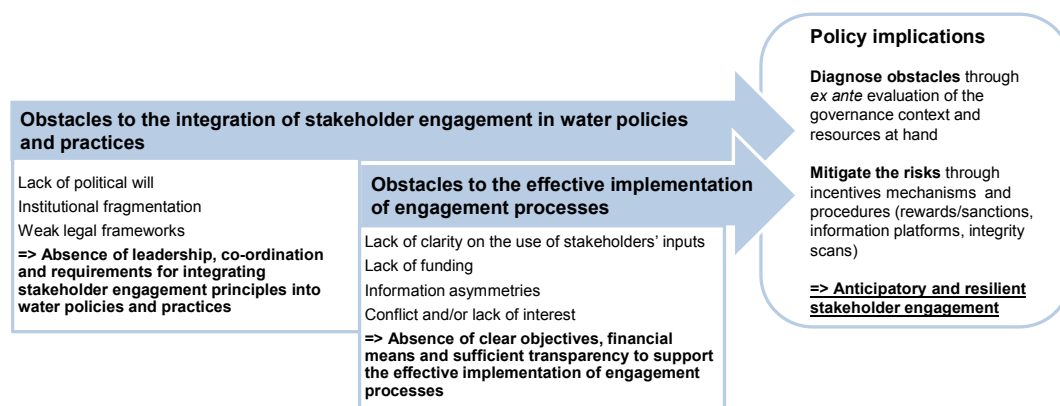 Obstacles to the integration of stakeholder engagement in water policies
and practices
Lack of political will
Institutional fragmentation
Weak legal frameworks
=> Absence of leadership, co-ordination
and requirements for integrating
stakeholder engagement principles into
water policies and practices
Obstacles to the effective implementation
of engagement processes
Lack of clarity on the use of stakeholders' inputs
Lack of funding
Information asymmetries
Conflict and/or lack of interest
=> Absence of clear objectives, financial
means and sufficient transparency to support
the effective implementation of engagement
processes
Policy implications
Diagnose obstacles through
ex ante evaluation of the
governance context and
resources at hand
Mitigate the risks through
incentives mechanisms and
procedures (rewards/sanctions,
information platforms, integrity
scans)
=> Anticipatory and resilient
stakeholder engagement